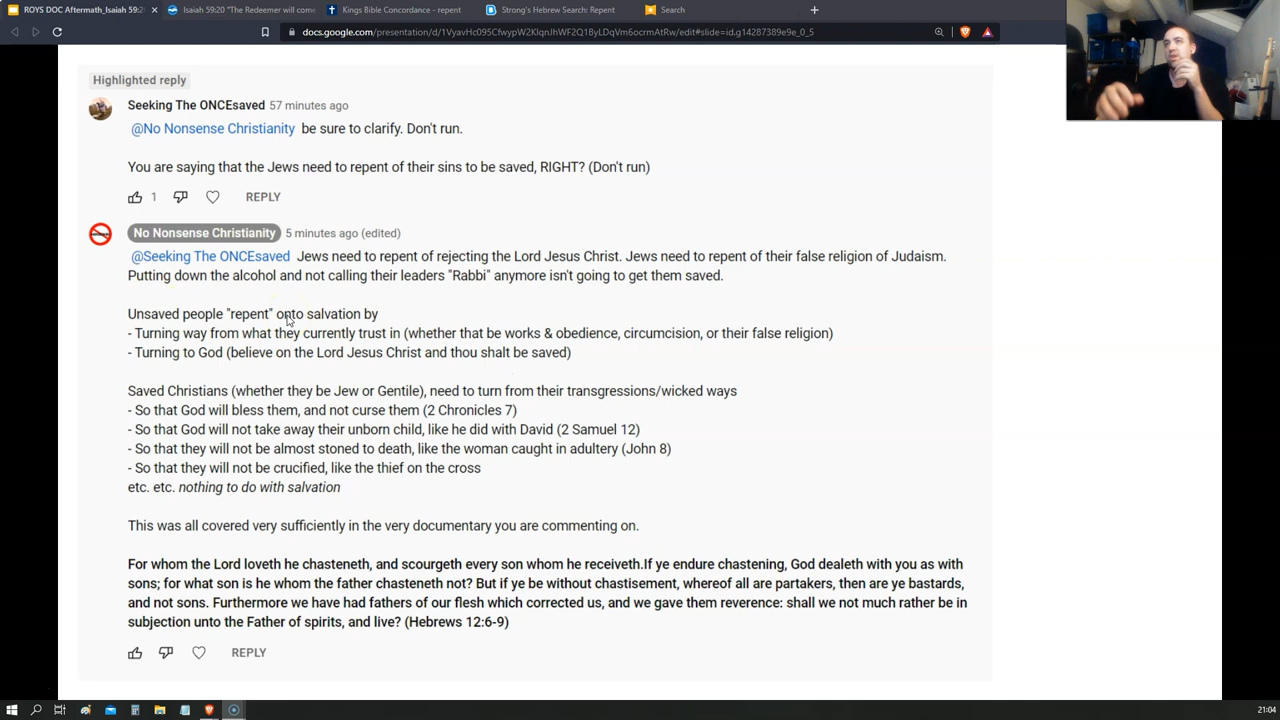 ROYS DOC Aftermath_Isaiah 59:2
Isaiah 59:20 "The Redeemer will come
Kings Bible Concordance - repent
Strong's Hebrew Search: Repent
Search
docs.google.com/presentation/d/1VyavHc095CfwypW2KIqnJhWF2Q1ByLDqVm6ocrmAtRw/edit#slide=id.g14287389e9e_0_5
Highlighted reply
Seeking The ONCEsaved 57 minutes ago
@No Nonsense Christianity be sure to clarify. Don't run.
You are saying that the Jews need to repent of their sins to be saved, RIGHT? (Don't run)
1 REPLY
No Nonsense Christianity 5 minutes ago (edited)
@Seeking The ONCEsaved Jews need to repent of rejecting the Lord Jesus Christ. Jews need to repent of their false religion of Judaism.
Putting down the alcohol and not calling their leaders "Rabbi" anymore isn't going to get them saved.
Unsaved people "repent" onto salvation by
- Turning way from what they currently trust in (whether that be works & obedience, circumcision, or their false religion)
- Turning to God (believe on the Lord Jesus Christ and thou shalt be saved)
Saved Christians (whether they be Jew or Gentile), need to turn from their transgressions/wicked ways
- So that God will bless them, and not curse them (2 Chronicles 7)
- So that God will not take away their unborn child, like he did with David (2 Samuel 12)
- So that they will not be almost stoned to death, like the woman caught in adultery (John 8)
- So that they will not be crucified, like the thief on the cross
etc. etc. nothing to do with salvation
This was all covered very sufficiently in the very documentary you are commenting on.
For whom the Lord loveth he chasteneth, and scourgeth every son whom he receiveth.If ye endure chastening, God dealeth with you as with
sons; for what son is he whom the father chasteneth not? But if ye be without chastisement, whereof all are partakers, then are ye bastards,
and not sons. Furthermore we have had fathers of our flesh which corrected us, and we gave them reverence: shall we not much rather be in
subjection unto the Father of spirits, and live? (Hebrews 12:6-9)
REPLY
21:04